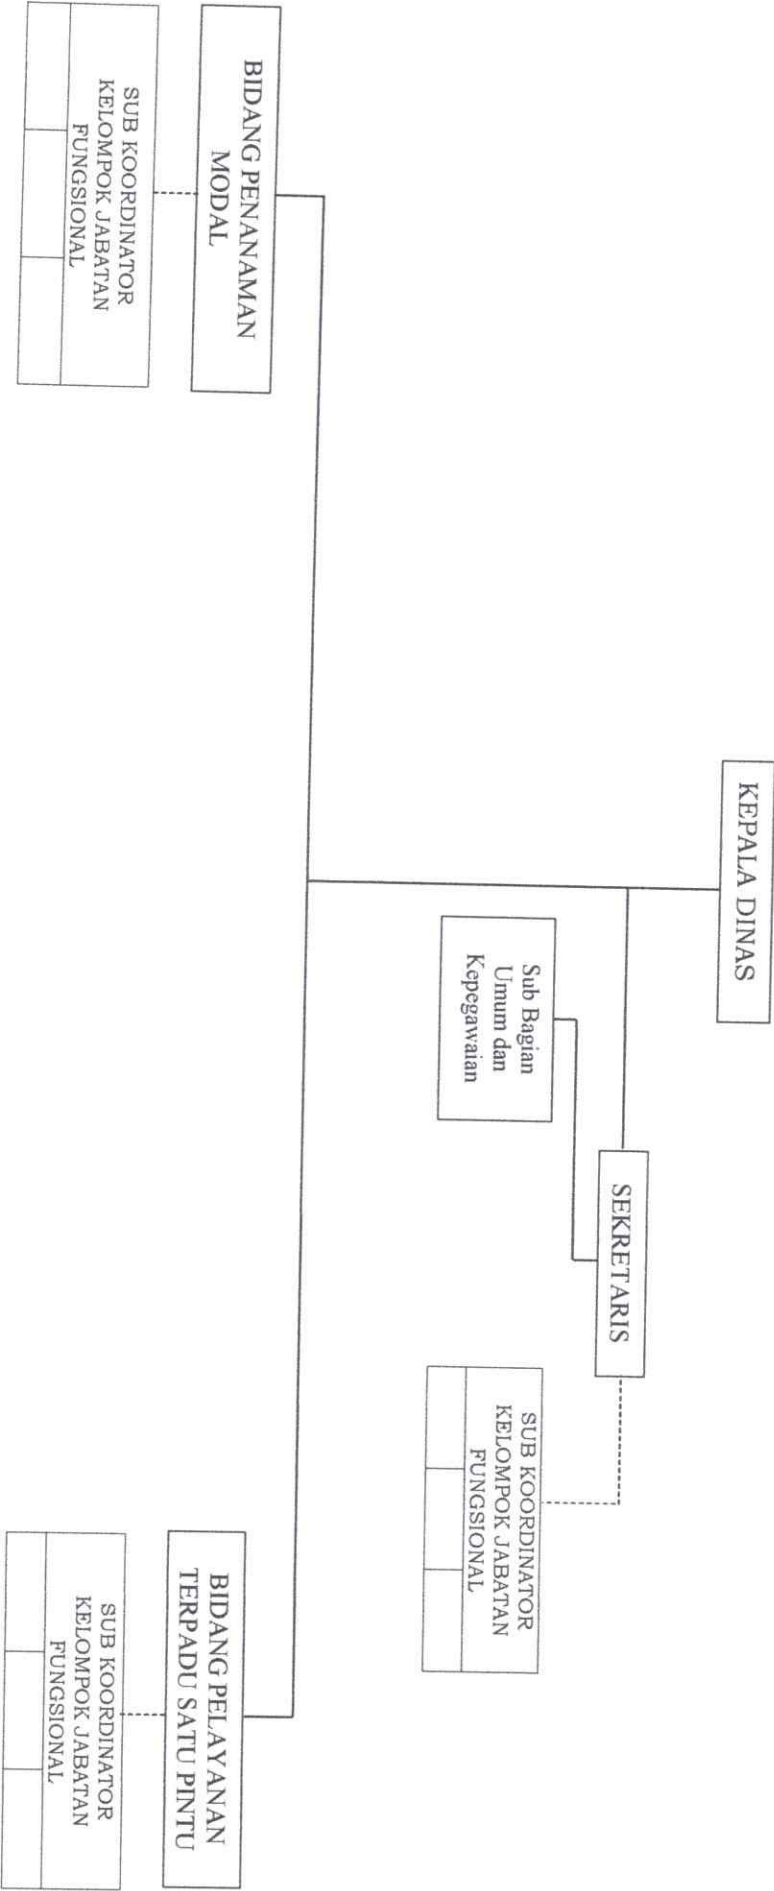 KEPALA DINAS
SEKRETARIS
Sub Bagian
Umum dan
Kepegawaian
SUB KOORDINATOR
KELOMPOK JABATAN
FUNGSIONAL
BIDANG PENANAMAN
MODAL
SUB KOORDINATOR
KELOMPOK JABATAN
FUNGSIONAL
BIDANG PELAYANAN
TERPADU SATU PINTU
SUB KOORDINATOR
KELOMPOK JABATAN
FUNGSIONAL